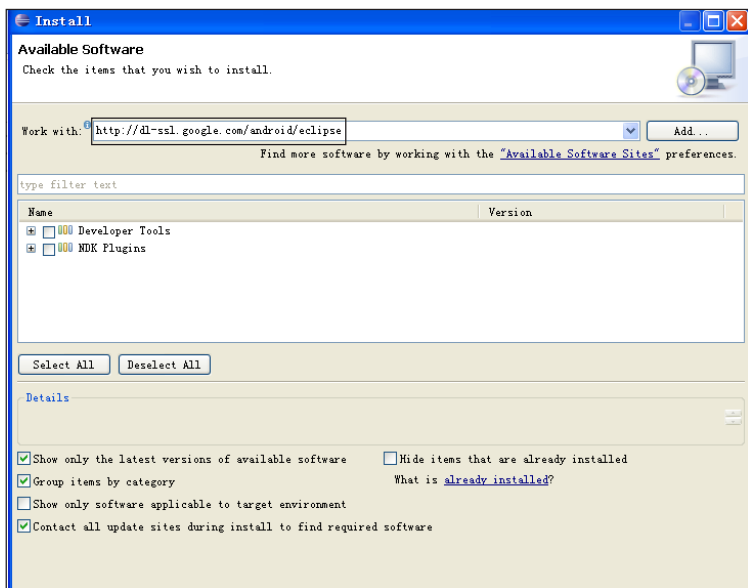 Install
Available Software
Check the items that you wish to install.
Work with: http://dl-ssl.google.com/android/eclipse Add...
Find more software by working with the "Available Software Sites" preferences.
type filter text
Name Version
Developer Tools
NDK Plugins
Select All Deselect All
Details
Show only the latest versions of available software Hide items that are already installed
Group items by category What is already installed?
Show only software applicable to target environment
Contact all update sites during install to find required software